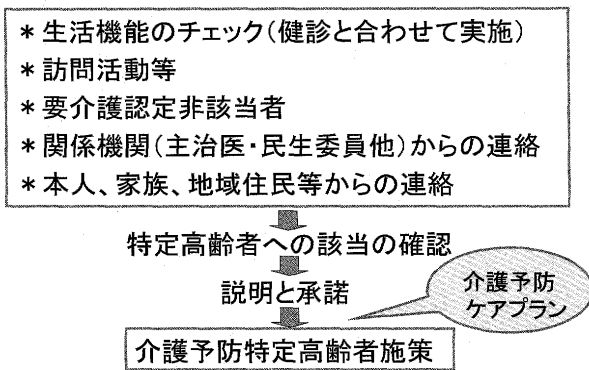 ＊生活機能のチェック（健診と合わせて実施）
＊訪問活動等
＊要介護認定非該当者
＊関係機関（主治医・民生委員他）からの連絡
＊本人、家族、地域住民等からの連絡
特定高齢者への該当の確認
説明と承諾
介護予防
ケアプラン
介護予防特定高齢者施策